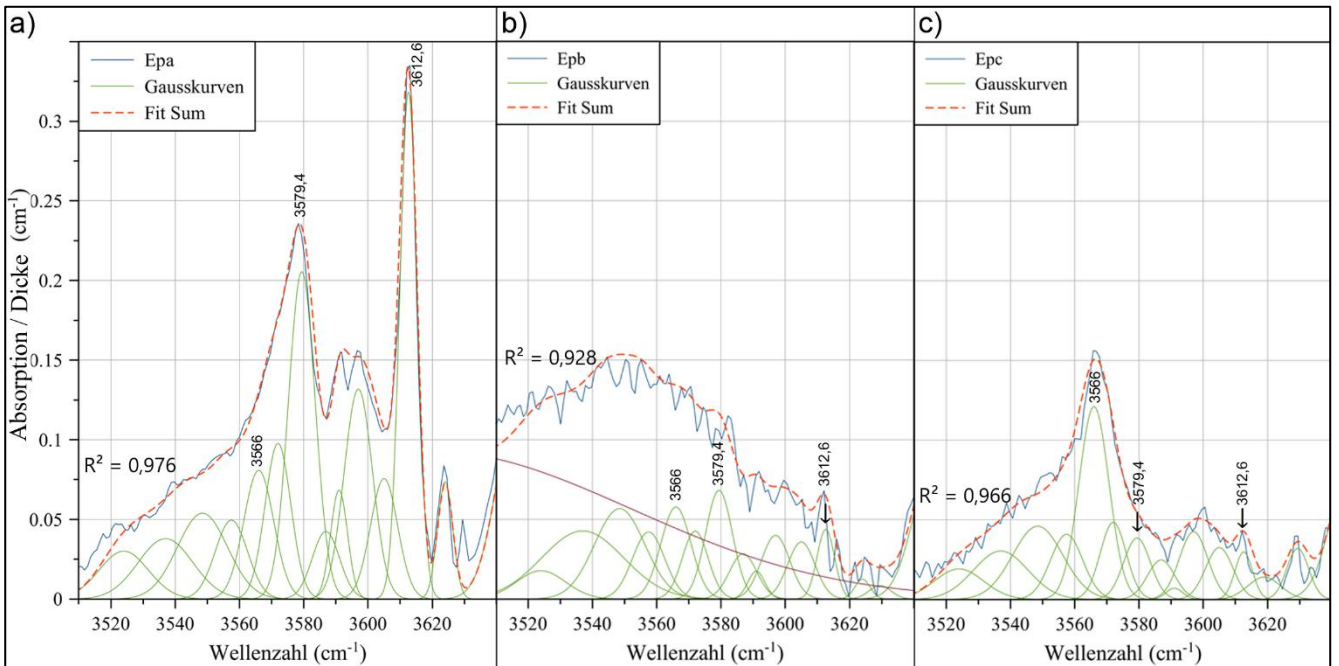 a)
Epa
Gausskurven
Fit Sum
3612,6
3579,4
3566
R² = 0,976
Absorption / Dicke (cm⁻¹)
0.3
0.25
0.2
0.15
0.1
0.05
0
3520 3540 3560 3580 3600 3620
Wellenzahl (cm⁻¹)
b)
Epb
Gausskurven
Fit Sum
R² = 0,928
3566
3579,4
3612,6
3520 3540 3560 3580 3600 3620
Wellenzahl (cm⁻¹)
c)
Epc
Gausskurven
Fit Sum
R² = 0,966
3566
3579,4
3612,6
3520 3540 3560 3580 3600 3620
Wellenzahl (cm⁻¹)